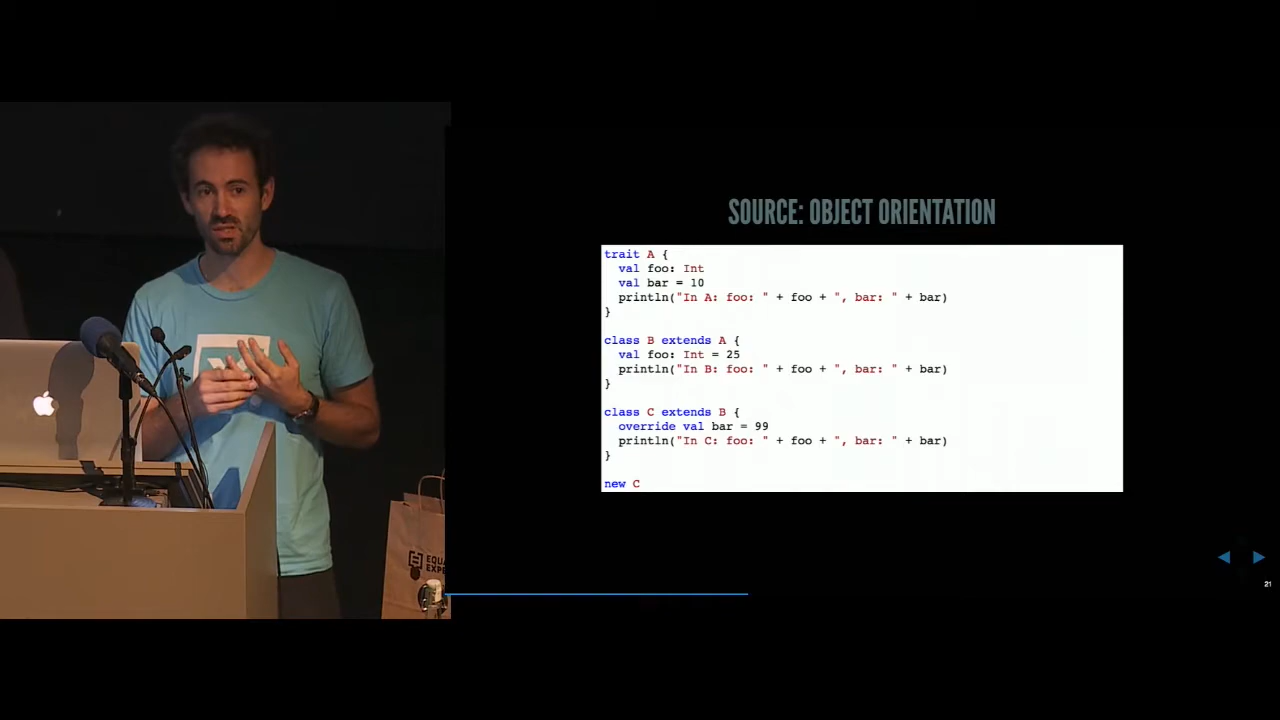 SOURCE: OBJECT ORIENTATION
trait A {
  val foo: Int
  val bar = 10
  println("In A: foo: " + foo + ", bar: " + bar)
}
class B extends A {
  val foo: Int = 25
  println("In B: foo: " + foo + ", bar: " + bar)
}
class C extends B {
  override val bar = 99
  println("In C: foo: " + foo + ", bar: " + bar)
}
new C
21